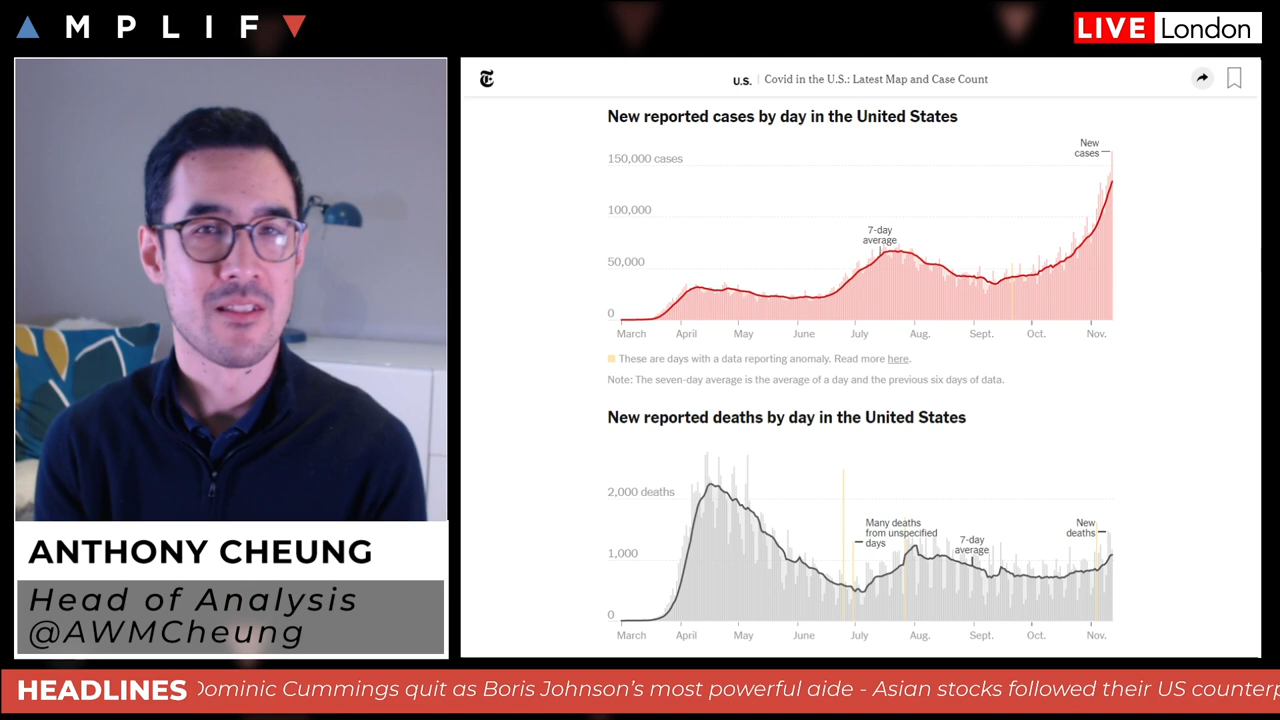 ▲ M P L I F ▼
LIVE London
U.S. | Covid in the U.S.: Latest Map and Case Count
New reported cases by day in the United States
150,000 cases
100,000
50,000
0
New
cases
7-day
average
March April May June July Aug. Sept. Oct. Nov.
These are days with a data reporting anomaly. Read more here.
Note: The seven-day average is the average of a day and the previous six days of data.
New reported deaths by day in the United States
2,000 deaths
1,000
0
Many deaths
from unspecified
days
7-day
average
New
deaths
March April May June July Aug. Sept. Oct. Nov.
ANTHONY CHEUNG
Head of Analysis
@AWMCheung
HEADLINES Dominic Cummings quit as Boris Johnson’s most powerful aide - Asian stocks followed their US counterp